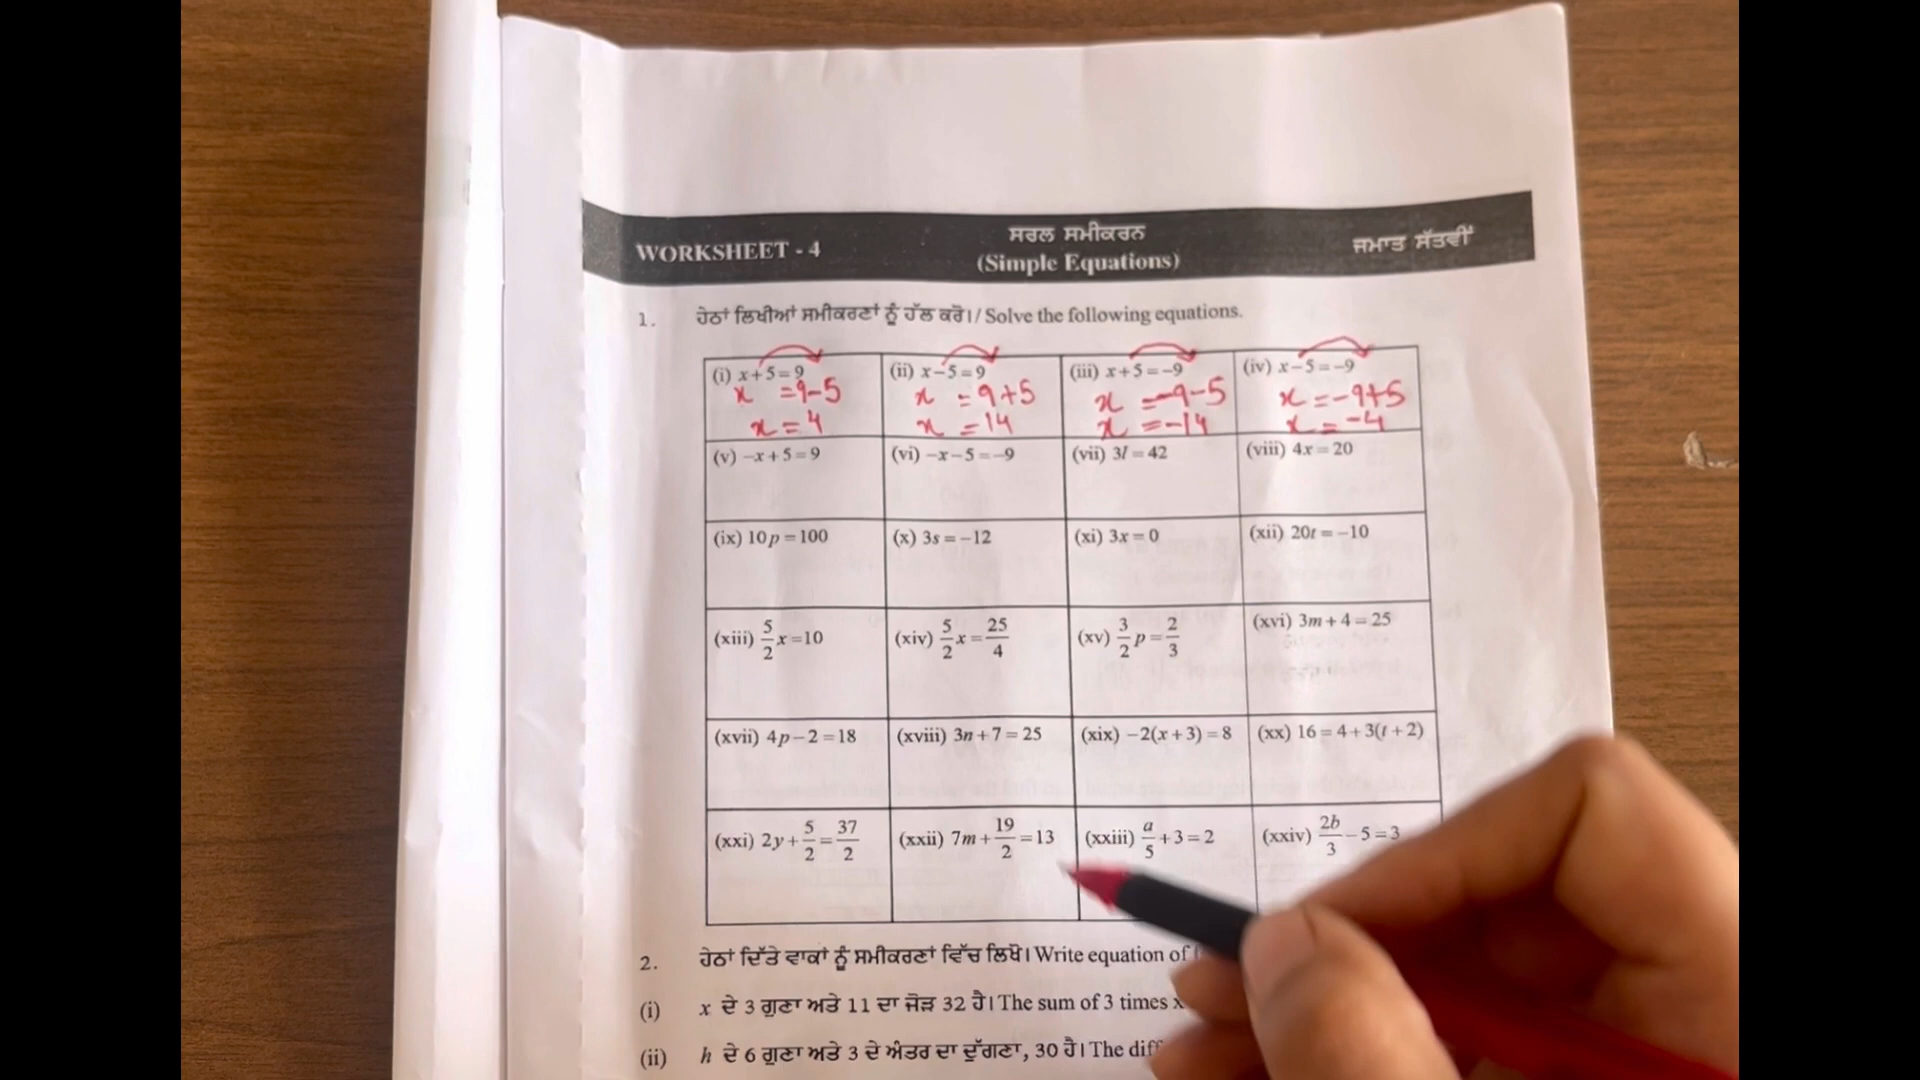 WORKSHEET - 4
ਸਰਲ ਸਮੀਕਰਨ
(Simple Equations)
ਜਮਾਤ ਸੱਤਵੀਂ
1. ਹੇਠਾਂ ਲਿਖੀਆਂ ਸਮੀਕਰਣਾਂ ਨੂੰ ਹੱਲ ਕਰੋ।/ Solve the following equations.
(i) x + 5 = 9
x = 9 - 5
x = 4
(ii) x - 5 = 9
x = 9 + 5
x = 14
(iii) x + 5 = -9
x = -9 - 5
x = -14
(iv) x - 5 = -9
x = -9 + 5
x = -4
(v) -x + 5 = 9
(vi) -x - 5 = -9
(vii) 3l = 42
(viii) 4x = 20
(ix) 10p = 100
(x) 3s = -12
(xi) 3x = 0
(xii) 20t = -10
(xiii) 5/2 x = 10
(xiv) 5/2 x = 25/4
(xv) 3/2 p = 2/3
(xvi) 3m + 4 = 25
(xvii) 4p - 2 = 18
(xviii) 3n + 7 = 25
(xix) -2(x + 3) = 8
(xx) 16 = 4 + 3(t + 2)
(xxi) 2y + 5/2 = 37/2
(xxii) 7m + 19/2 = 13
(xxiii) a/5 + 3 = 2
(xxiv) 2b/3 - 5 = 3
2. ਹੇਠਾਂ ਦਿੱਤੇ ਵਾਕਾਂ ਨੂੰ ਸਮੀਕਰਣਾਂ ਵਿੱਚ ਲਿਖੋ। Write equation of
(i) x ਦੇ 3 ਗੁਣਾ ਅਤੇ 11 ਦਾ ਜੋੜ 32 ਹੈ। The sum of 3 times x
(ii) h ਦੇ 6 ਗੁਣਾ ਅਤੇ 3 ਦੇ ਅੰਤਰ ਦਾ ਦੁੱਗਣਾ, 30 ਹੈ। The